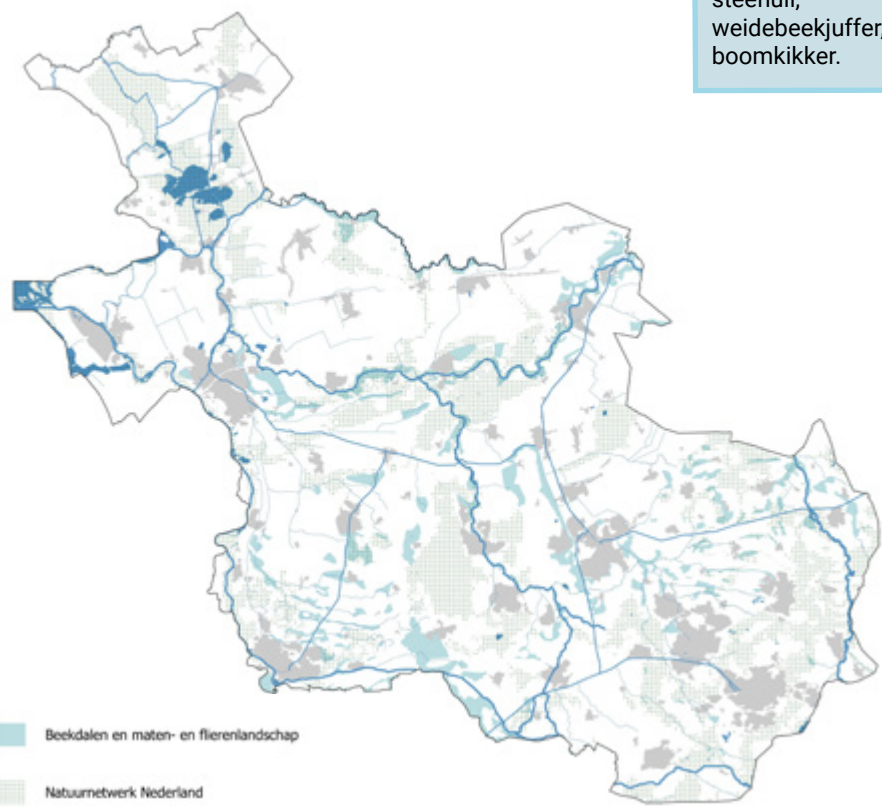 weidebeekjuffer,
boomkikker.
Beekdalen en maten- en flierenlandschap
Natuurnetwerk Nederland